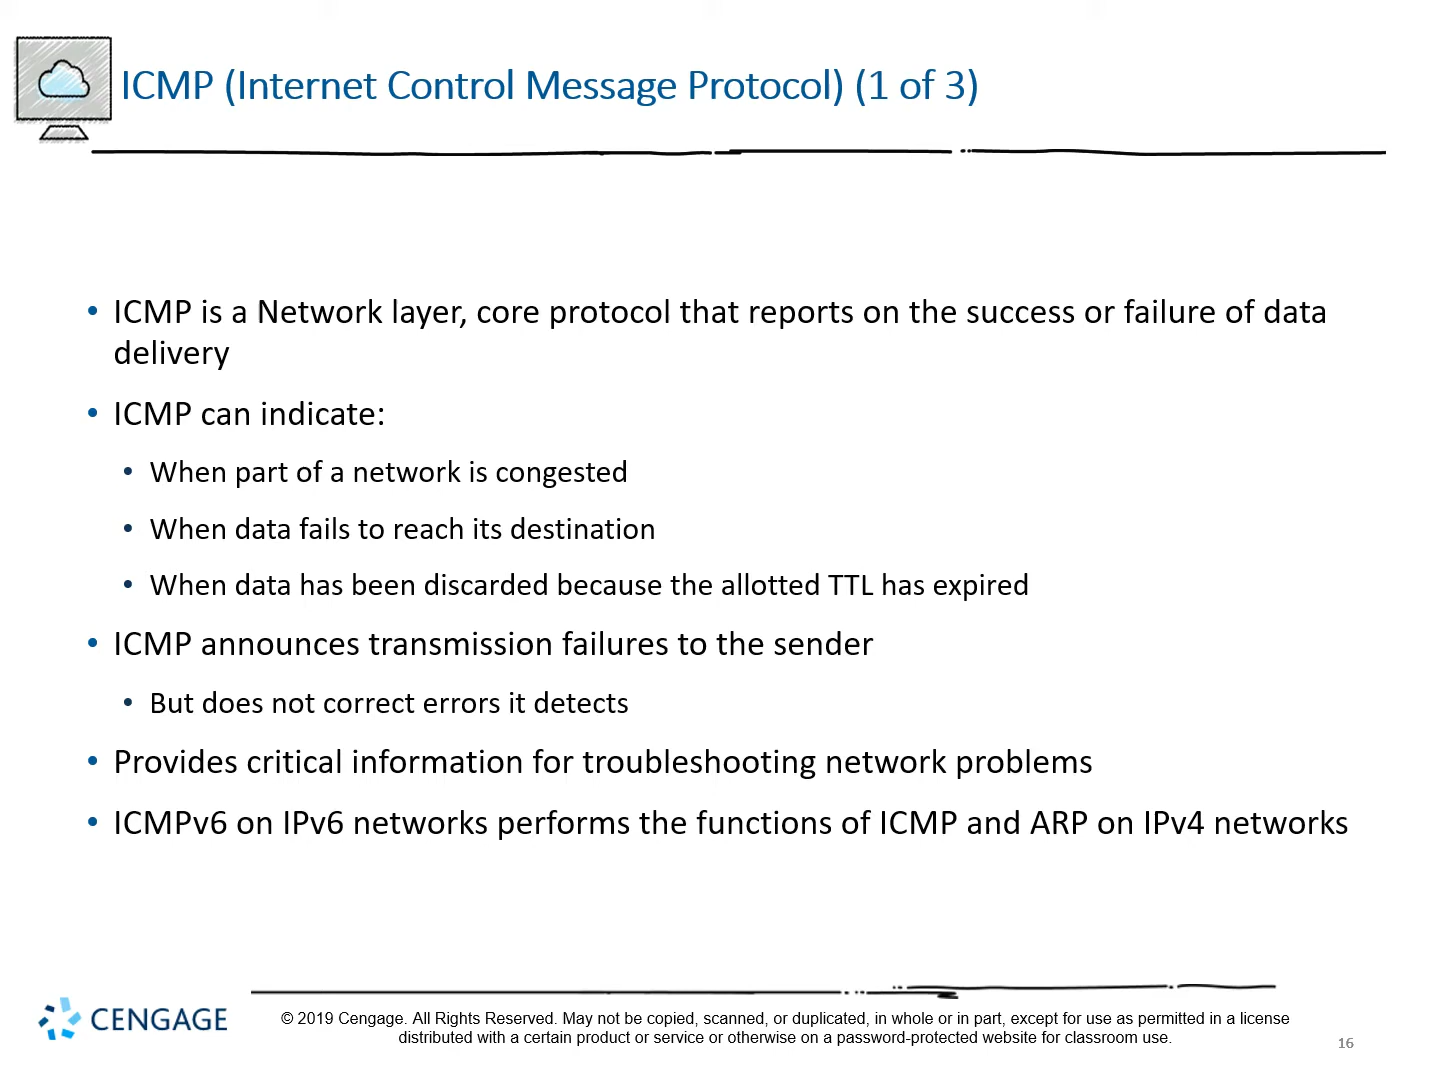 ICMP (Internet Control Message Protocol) (1 of 3)
• ICMP is a Network layer, core protocol that reports on the success or failure of data
delivery
• ICMP can indicate:
• When part of a network is congested
• When data fails to reach its destination
• When data has been discarded because the allotted TTL has expired
• ICMP announces transmission failures to the sender
• But does not correct errors it detects
• Provides critical information for troubleshooting network problems
• ICMPv6 on IPv6 networks performs the functions of ICMP and ARP on IPv4 networks
CENGAGE
© 2019 Cengage. All Rights Reserved. May not be copied, scanned, or duplicated, in whole or in part, except for use as permitted in a license
distributed with a certain product or service or otherwise on a password-protected website for classroom use.
16